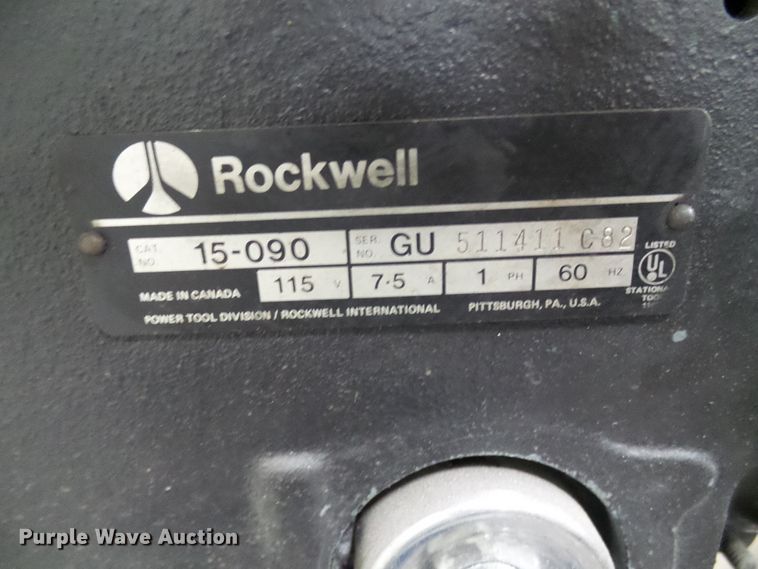 Rockwell
CAT. NO. 15-090 SER. NO. GU 511411 C82
LISTED
MADE IN CANADA 115 V 7.5 A 1 PH 60 HZ UL
POWER TOOL DIVISION / ROCKWELL INTERNATIONAL PITTSBURGH, PA., U.S.A.
Purple Wave Auction